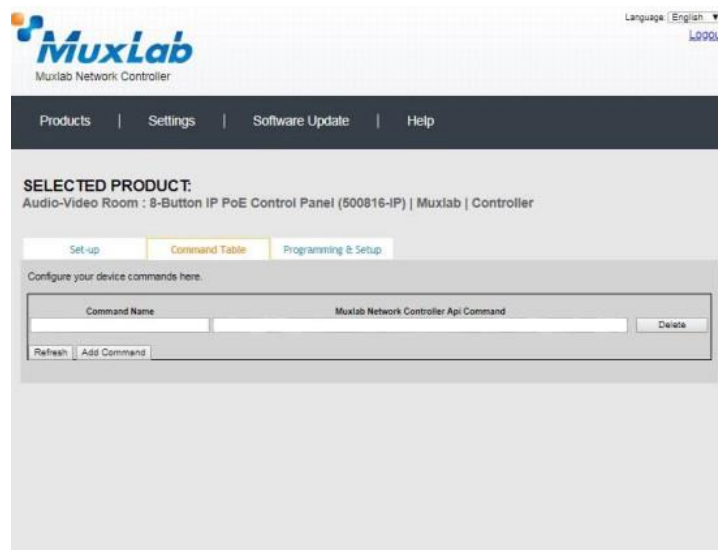 Language: English
Logou
MuxLab
Muxlab Network Controller
Products | Settings | Software Update | Help
SELECTED PRODUCT:
Audio-Video Room : 8-Button IP PoE Control Panel (500816-IP) | Muxlab | Controller
Set-up Command Table Programming & Setup
Configure your device commands here.
Command Name Muxlab Network Controller Api Command
Delete
Refresh Add Command